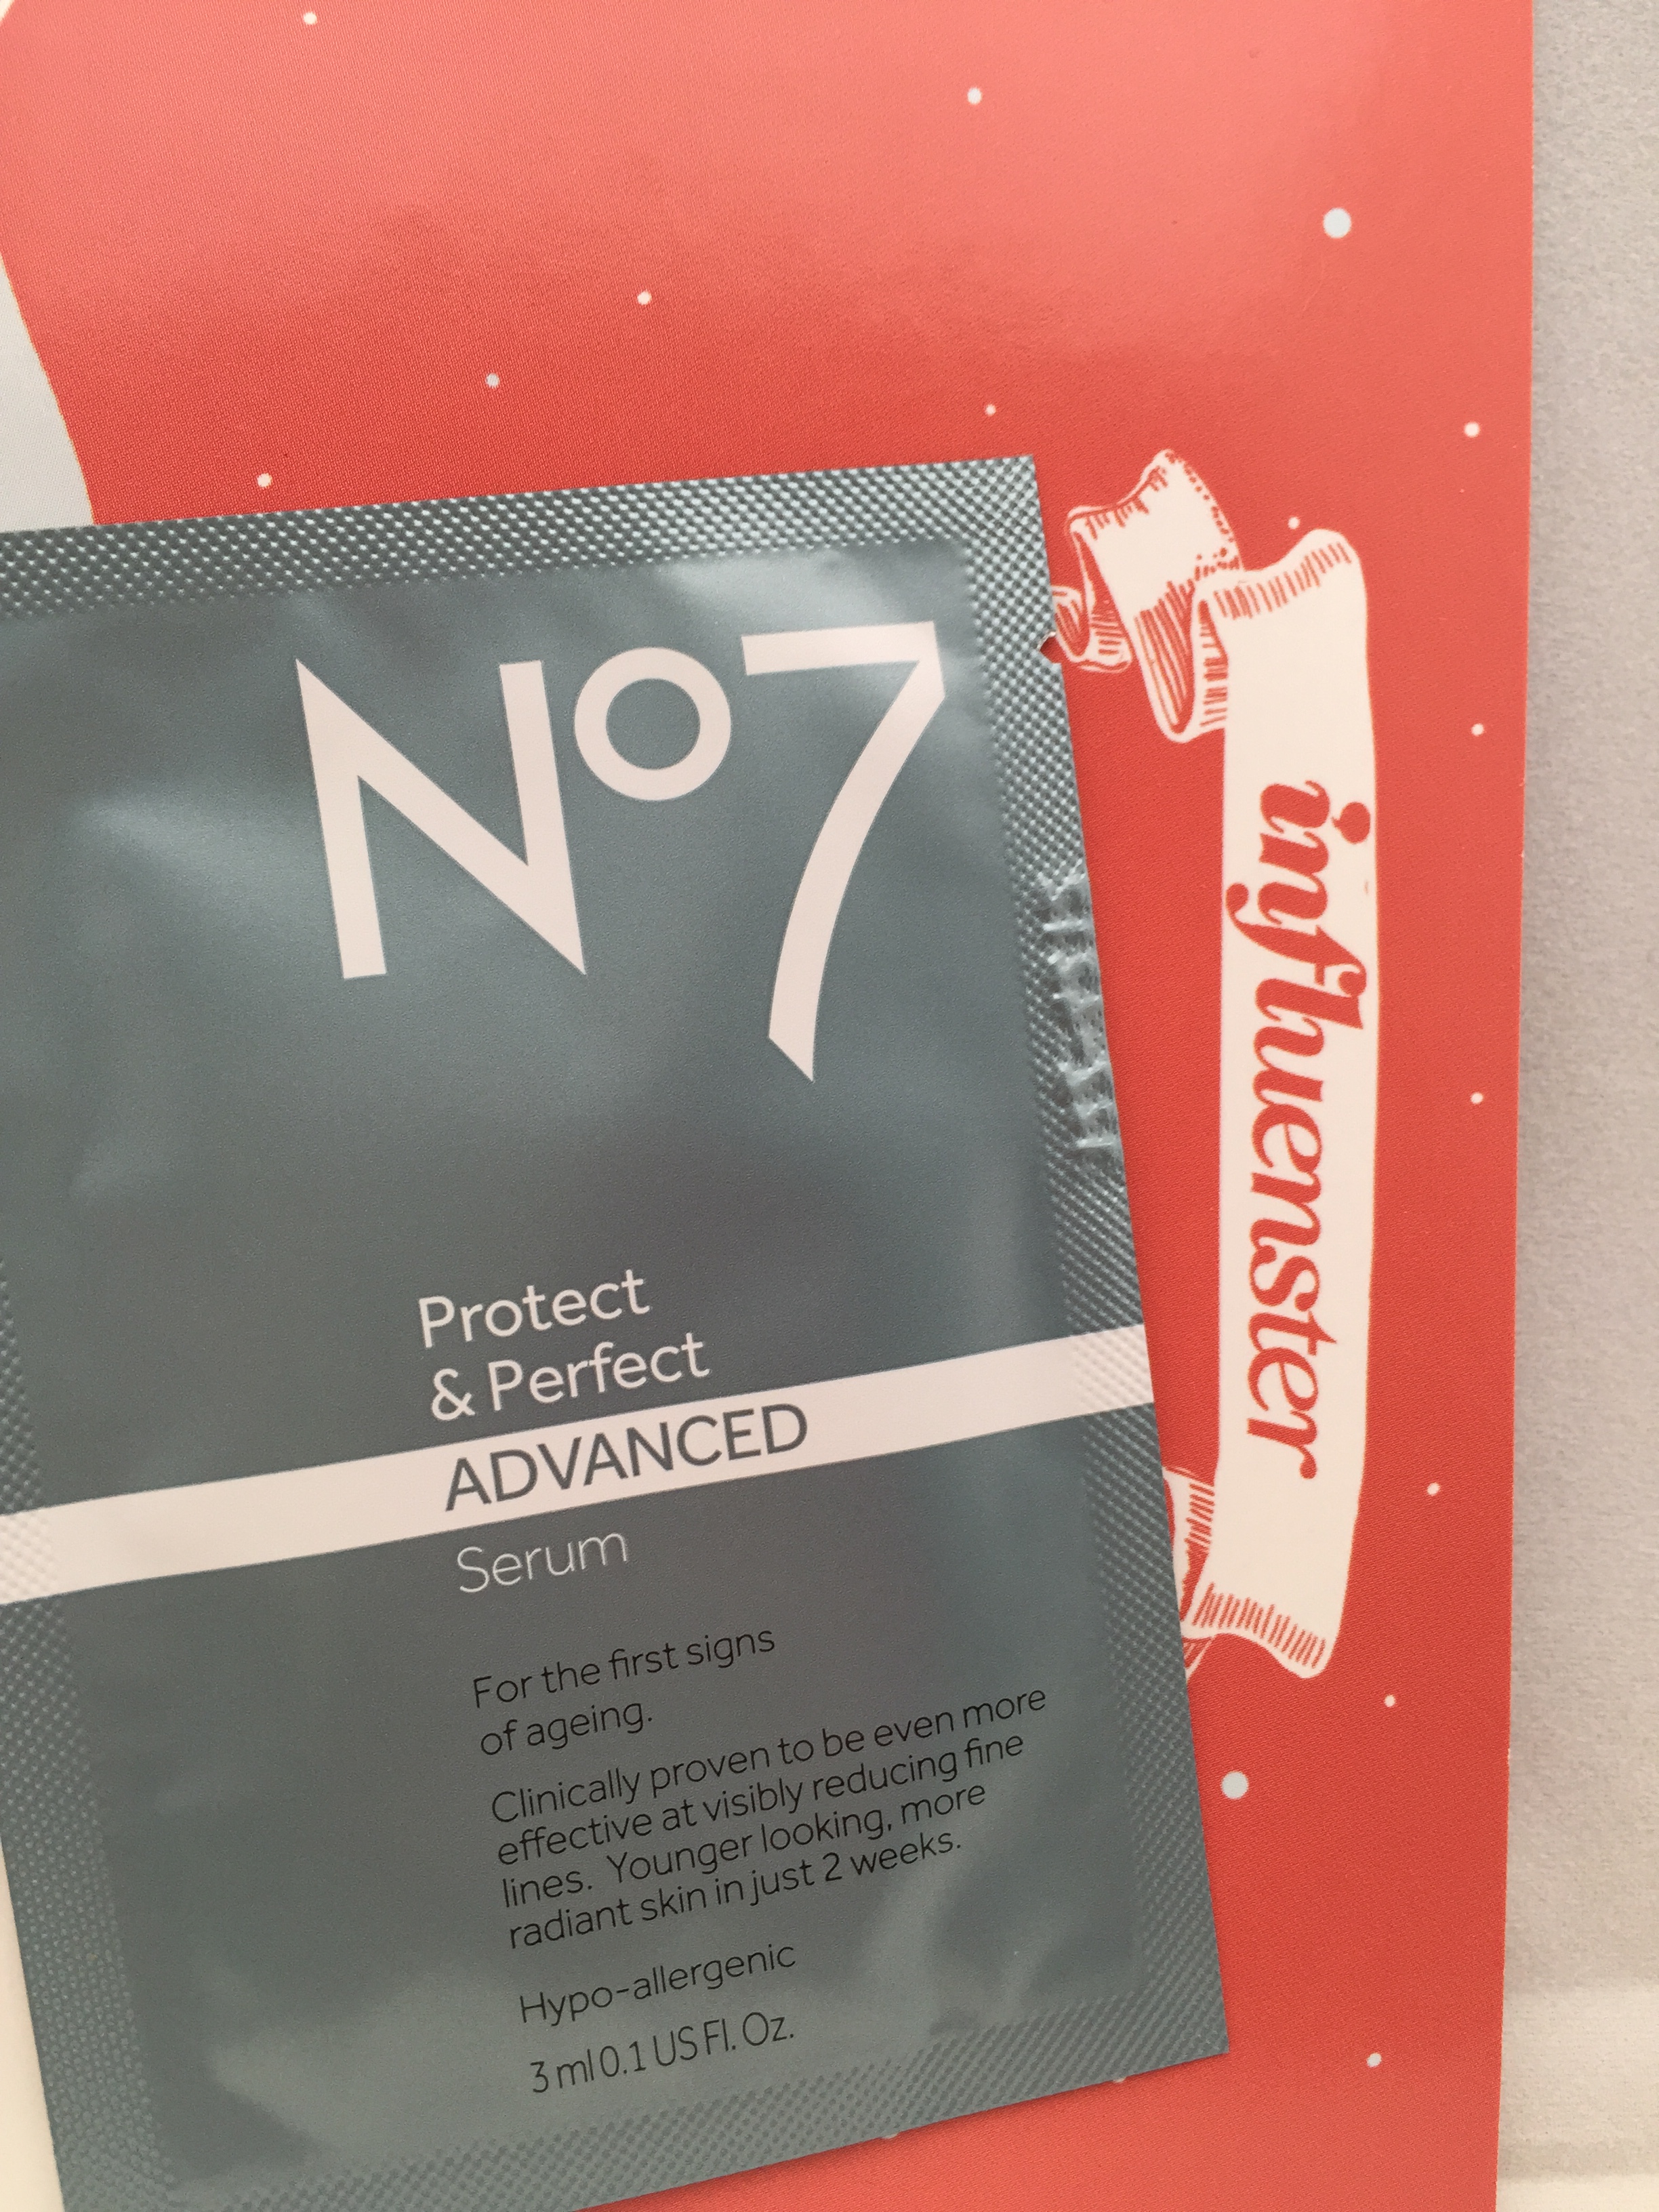 No7
Protect
& Perfect
ADVANCED
Serum
For the first signs
of ageing.
Clinically proven to be even more
effective at visibly reducing fine
lines. Younger looking, more
radiant skin in just 2 weeks.
Hypo-allergenic
3 ml 0.1 US Fl. Oz.
influenster